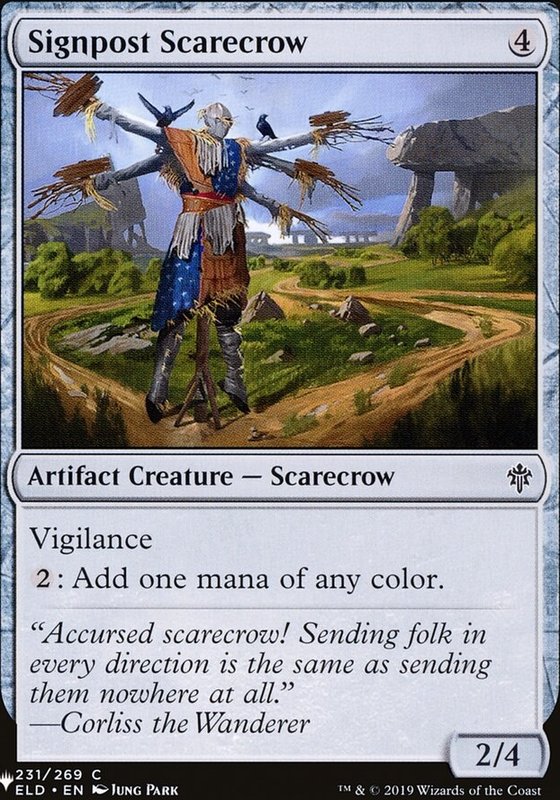 Signpost Scarecrow 4
Artifact Creature — Scarecrow
Vigilance
2: Add one mana of any color.
“Accursed scarecrow! Sending folk in
every direction is the same as sending
them nowhere at all.”
—Corliss the Wanderer
2/4
231/269 C
ELD • EN Jung Park
™ & © 2019 Wizards of the Coast